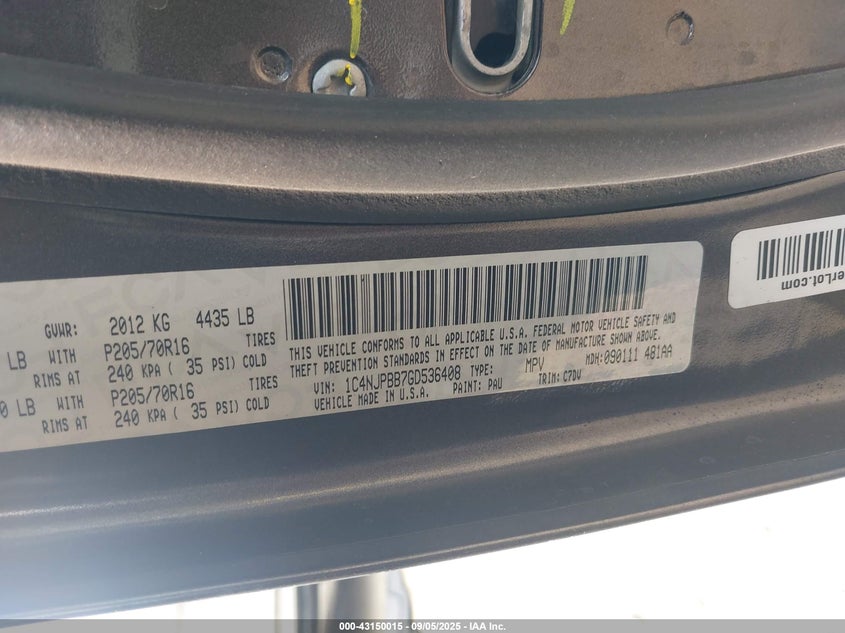 GVWR: 2012 KG 4435 LB
LB WITH P205/70R16 TIRES
RIMS AT 240 KPA ( 35 PSI) COLD
0 LB WITH P205/70R16 TIRES
RIMS AT 240 KPA ( 35 PSI) COLD
THIS VEHICLE CONFORMS TO ALL APPLICABLE U.S.A. FEDERAL MOTOR VEHICLE SAFETY AND
THEFT PREVENTION STANDARDS IN EFFECT ON THE DATE OF MANUFACTURE SHOWN ABOVE.
VIN: 1C4NJPBB7GD536408 TYPE: MPV MDH: 090111 481AA
VEHICLE MADE IN U.S.A. PAINT: PAU TRIM: C7DV
erLot.com
000-43150015 - 09/05/2025 - IAA Inc.